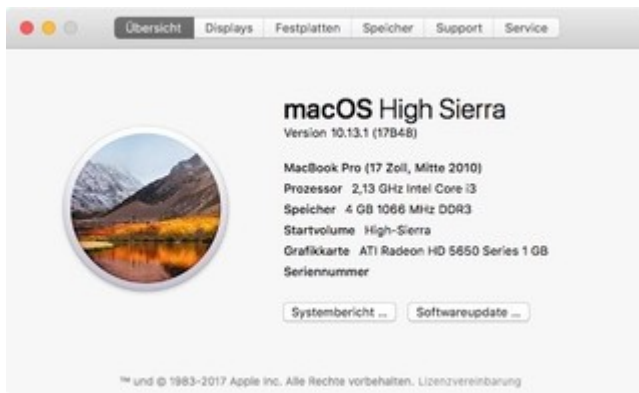 Übersicht Displays Festplatten Speicher Support Service
macOS High Sierra
Version 10.13.1 (17B48)
MacBook Pro (17 Zoll, Mitte 2010)
Prozessor 2,13 GHz Intel Core i3
Speicher 4 GB 1066 MHz DDR3
Startvolume High-Sierra
Grafikkarte ATI Radeon HD 5650 Series 1 GB
Seriennummer
Systembericht ... Softwareupdate ...
™ und © 1983-2017 Apple Inc. Alle Rechte vorbehalten. Lizenzvereinbarung